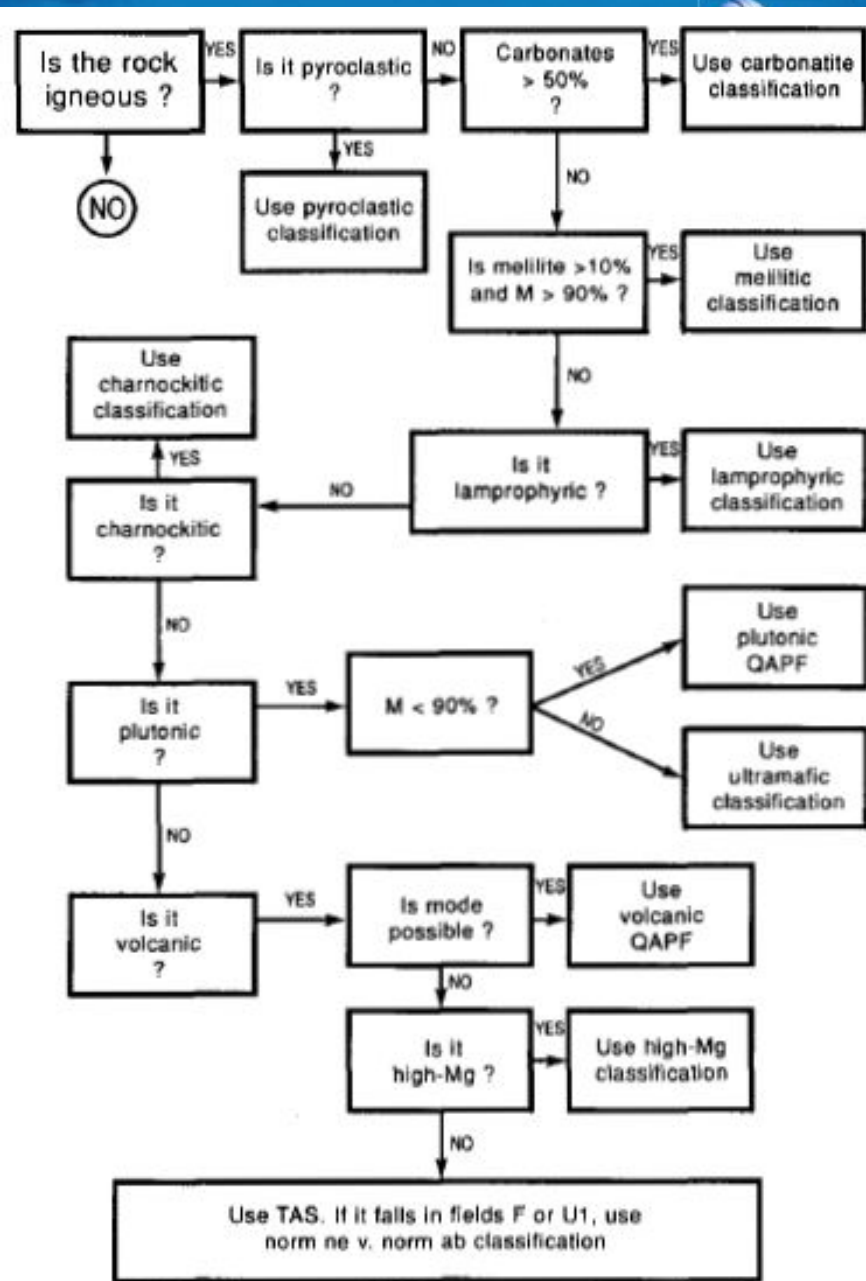 Is the rock
igneous ?
YES
Is it pyroclastic
?
NO
Carbonates
> 50%
?
YES
Use carbonatite
classification
NO
YES
Use pyroclastic
classification
NO
Is melilite >10%
and M > 90% ?
YES
Use
melilitic
classification
NO
Is it
lamprophyric ?
YES
Use
lamprophyric
classification
NO
Use
charnockitic
classification
YES
Is it
charnockitic
?
NO
Is it
plutonic
?
YES
M < 90% ?
YES
Use
plutonic
QAPF
NO
Use
ultramafic
classification
NO
Is it
volcanic
?
YES
Is mode
possible ?
YES
Use
volcanic
QAPF
NO
Is it
high-Mg ?
YES
Use high-Mg
classification
NO
Use TAS. If it falls in fields F or U1, use
norm ne v. norm ab classification